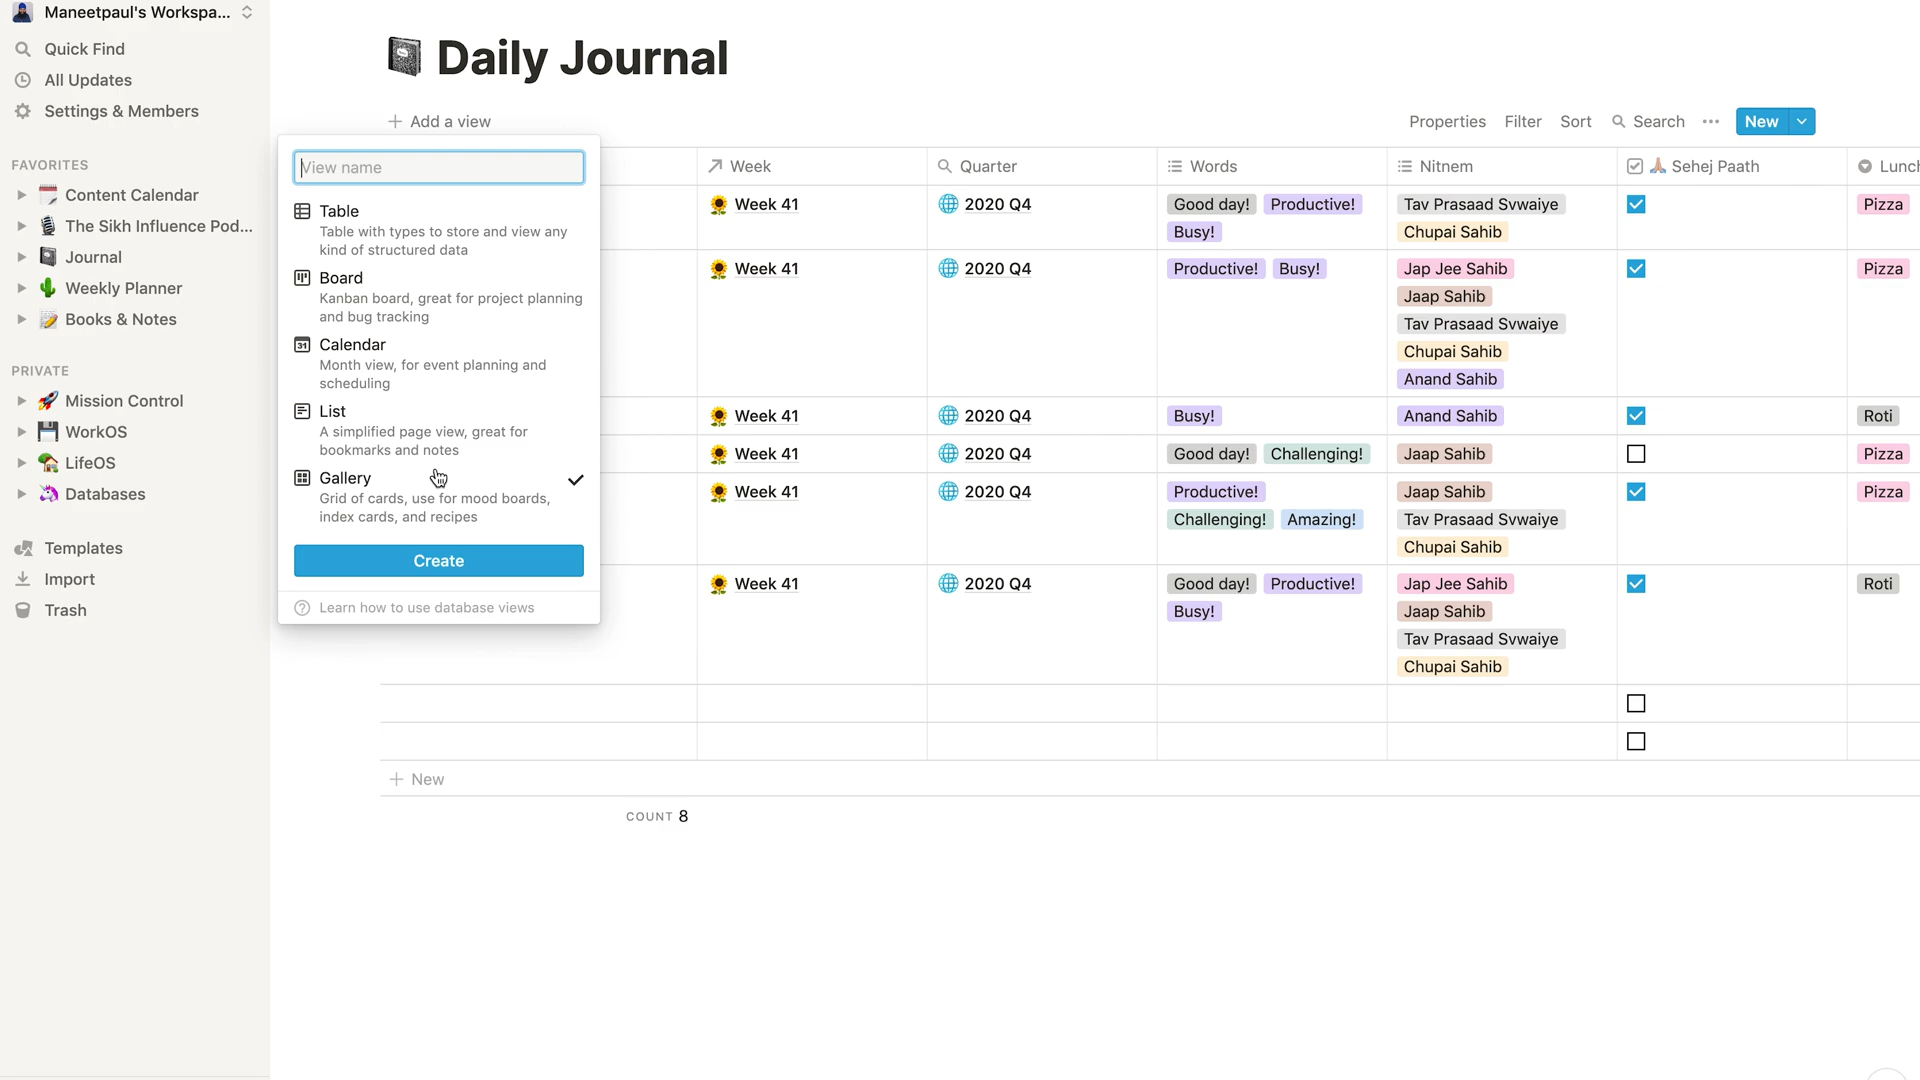 Maneetpaul's Workspa...
Quick Find
All Updates
Settings & Members
FAVORITES
Content Calendar
The Sikh Influence Pod...
Journal
Weekly Planner
Books & Notes
PRIVATE
Mission Control
WorkOS
LifeOS
Databases
Templates
Import
Trash
Daily Journal
Add a view
Properties Filter Sort Search ••• New
View name
Table
Table with types to store and view any
kind of structured data
Board
Kanban board, great for project planning
and bug tracking
31 Calendar
Month view, for event planning and
scheduling
List
A simplified page view, great for
bookmarks and notes
Gallery
Grid of cards, use for mood boards,
index cards, and recipes
Create
? Learn how to use database views
Week Quarter Words Nitnem Sehej Paath Lunch
Week 41 2020 Q4 Good day! Productive! Tav Prasaad Svwaiye Pizza
Busy! Chupai Sahib
Week 41 2020 Q4 Productive! Busy! Jap Jee Sahib Pizza
Jaap Sahib
Tav Prasaad Svwaiye
Chupai Sahib
Anand Sahib
Week 41 2020 Q4 Busy! Anand Sahib Roti
Week 41 2020 Q4 Good day! Challenging! Jaap Sahib Pizza
Week 41 2020 Q4 Productive! Jaap Sahib Pizza
Challenging! Amazing! Tav Prasaad Svwaiye
Chupai Sahib
Week 41 2020 Q4 Good day! Productive! Jap Jee Sahib Roti
Busy! Jaap Sahib
Tav Prasaad Svwaiye
Chupai Sahib
New
COUNT 8